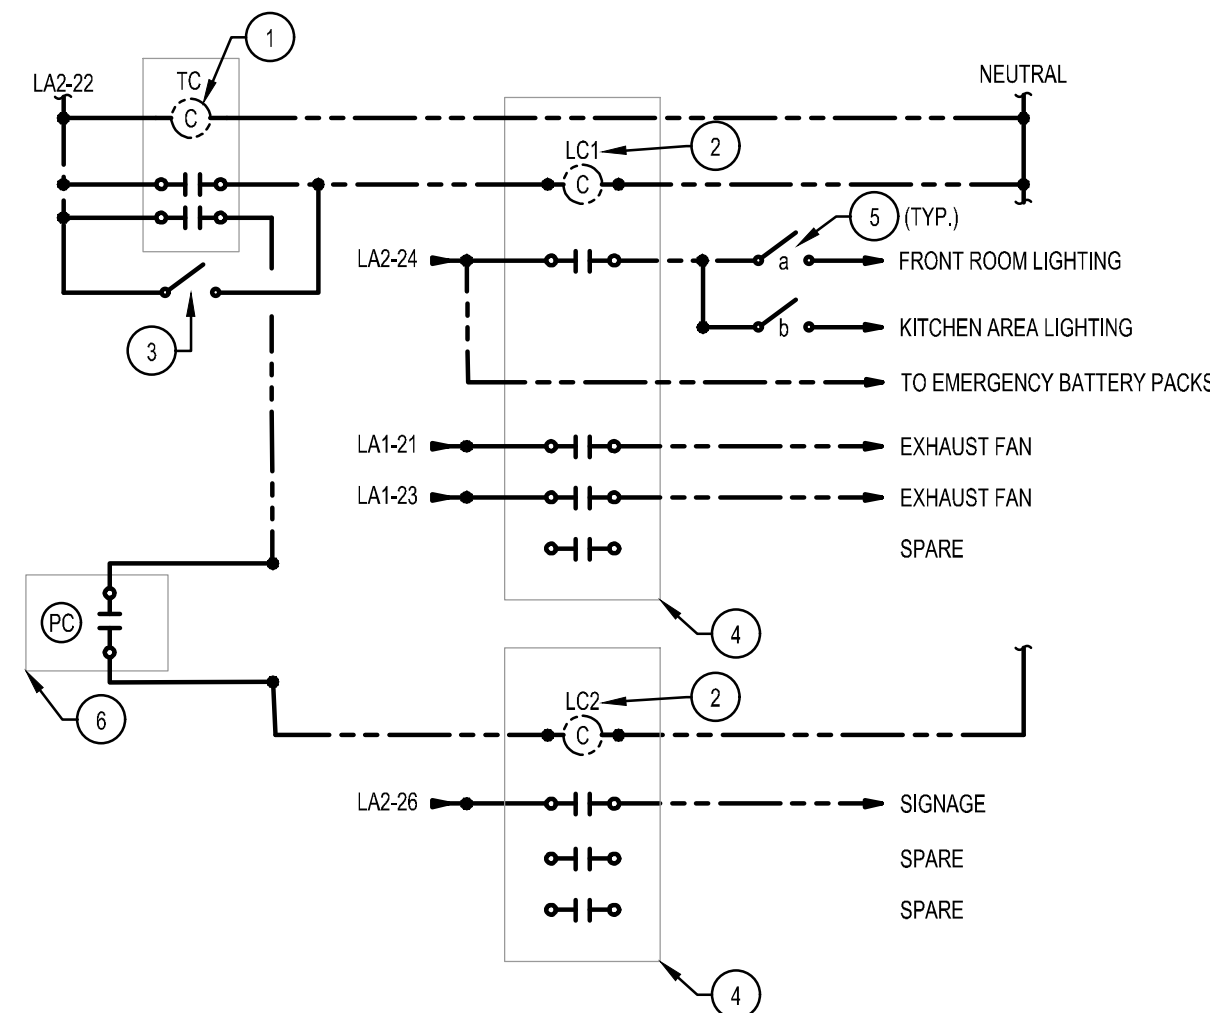 1
LA2-22
TC
C
NEUTRAL
LC1
2
C
5 (TYP.)
LA2-24
a
FRONT ROOM LIGHTING
3
b
KITCHEN AREA LIGHTING
TO EMERGENCY BATTERY PACKS
LA1-21
EXHAUST FAN
LA1-23
EXHAUST FAN
SPARE
PC
4
6
LC2
2
C
LA2-26
SIGNAGE
SPARE
SPARE
4